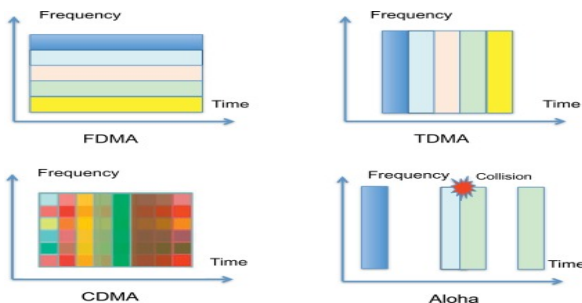 Frequency
Time
FDMA
Frequency
Time
TDMA
Frequency
Time
CDMA
Frequency
Collision
Time
Aloha